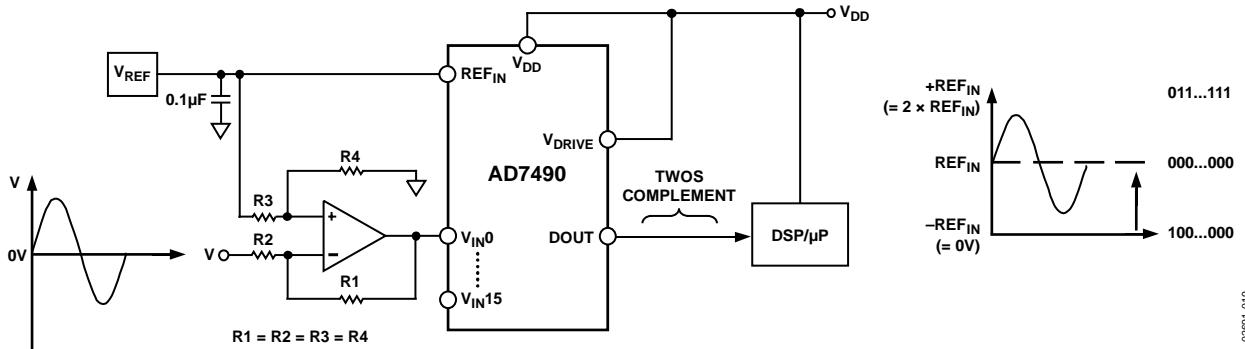 V_DD
V_REF
0.1µF
REF_IN
V_DD
V_DRIVE
AD7490
R4
R3
R2
R1
V
V
0V
V_IN0
V_IN15
DOUT
TWOS
COMPLEMENT
DSP/µP
R1 = R2 = R3 = R4
+REF_IN
(= 2 × REF_IN)
011...111
REF_IN
000...000
–REF_IN
(= 0V)
100...000